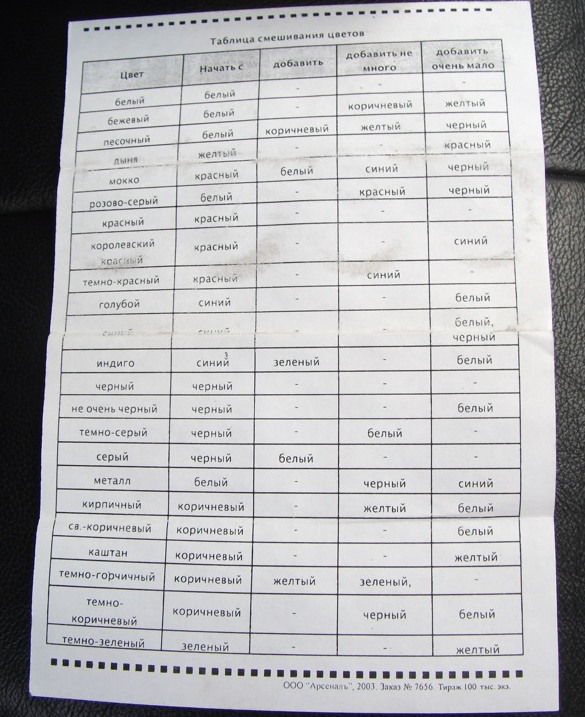 Таблица смешивания цветов
Цвет Начать с добавить добавить не много добавить очень мало
белый белый - - -
бежевый белый - коричневый желтый
песочный белый коричневый желтый черный
дыня желтый - - красный
мокко красный белый синий черный
розово-серый белый - красный черный
красный красный - - -
королевский красный красный - - синий
темно-красный красный - синий -
голубой синий - - белый
синий синий - - белый, черный
индиго синий 3 зеленый - белый
черный черный - - -
не очень черный черный - - белый
темно-серый черный - белый -
серый черный белый - -
металл белый - черный синий
кирпичный коричневый - желтый белый
св.-коричневый коричневый - - белый
каштан коричневый - - желтый
темно-горчичный коричневый желтый зеленый, -
темно-коричневый коричневый - черный белый
темно-зеленый зеленый - - желтый
ООО "Арсеналъ", 2003. Заказ № 7656 Тираж 100 тыс. экз.